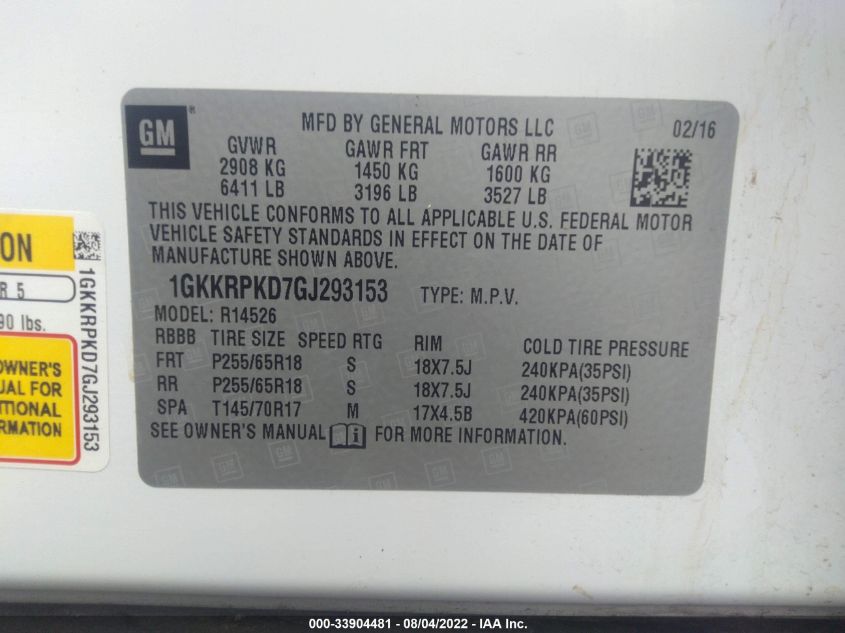 GM
MFD BY GENERAL MOTORS LLC 02/16
GVWR GAWR FRT GAWR RR
2908 KG 1450 KG 1600 KG
6411 LB 3196 LB 3527 LB
THIS VEHICLE CONFORMS TO ALL APPLICABLE U.S. FEDERAL MOTOR
VEHICLE SAFETY STANDARDS IN EFFECT ON THE DATE OF
MANUFACTURE SHOWN ABOVE.
1GKKRPKD7GJ293153 TYPE: M.P.V.
MODEL: R14526
RBBB TIRE SIZE SPEED RTG RIM COLD TIRE PRESSURE
FRT P255/65R18 S 18X7.5J 240KPA(35PSI)
RR P255/65R18 S 18X7.5J 240KPA(35PSI)
SPA T145/70R17 M 17X4.5B 420KPA(60PSI)
SEE OWNER'S MANUAL FOR MORE INFORMATION.
ON
R 5
90 lbs.
OWNER'S
UAL FOR
ITIONAL
RMATION
1GKKRPKD7GJ293153
000-33904481 - 08/04/2022 - IAA Inc.